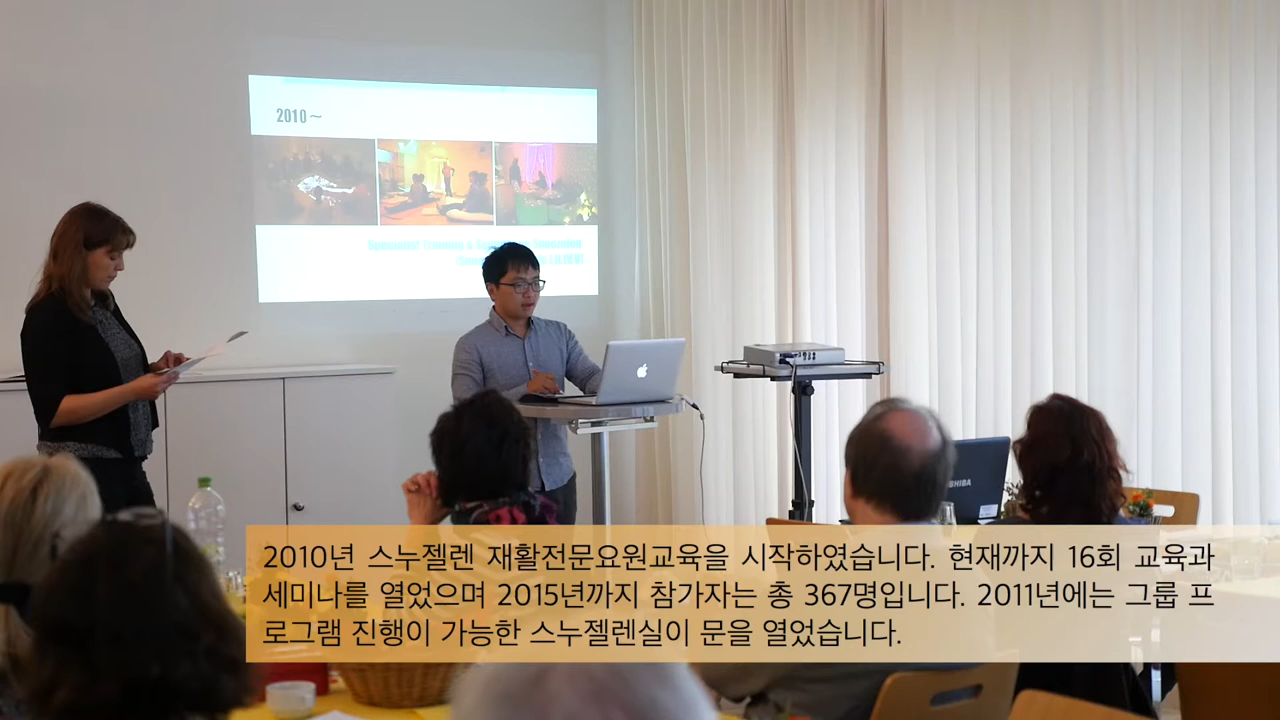 2010~
Specialist Training &
SHIBA
2010년 스누젤렌 재활전문요원교육을 시작하였습니다. 현재까지 16회 교육과
세미나를 열었으며 2015년까지 참가자는 총 367명입니다. 2011년에는 그룹 프
로그램 진행이 가능한 스누젤렌실이 문을 열었습니다.